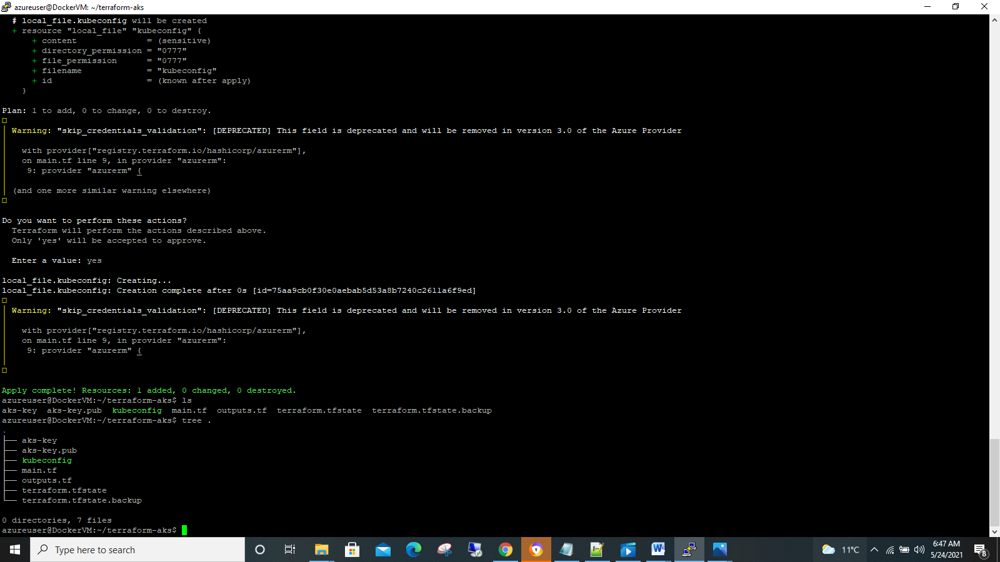 azureuser@DockerVM: ~/terraform-aks
# local_file.kubeconfig will be created
+ resource "local_file" "kubeconfig" {
+ content = (sensitive)
+ directory_permission = "0777"
+ file_permission = "0777"
+ filename = "kubeconfig"
+ id = (known after apply)
}
Plan: 1 to add, 0 to change, 0 to destroy.
Warning: "skip_credentials_validation": [DEPRECATED] This field is deprecated and will be removed in version 3.0 of the Azure Provider
with provider["registry.terraform.io/hashicorp/azurerm"],
on main.tf line 9, in provider "azurerm":
9: provider "azurerm" {
(and one more similar warning elsewhere)
Do you want to perform these actions?
Terraform will perform the actions described above.
Only 'yes' will be accepted to approve.
Enter a value: yes
local_file.kubeconfig: Creating...
local_file.kubeconfig: Creation complete after 0s [id=75aa9cb0f30e0aebab5d53a8b7240c2611a6f9ed]
Warning: "skip_credentials_validation": [DEPRECATED] This field is deprecated and will be removed in version 3.0 of the Azure Provider
with provider["registry.terraform.io/hashicorp/azurerm"],
on main.tf line 9, in provider "azurerm":
9: provider "azurerm" {
Apply complete! Resources: 1 added, 0 changed, 0 destroyed.
azureuser@DockerVM:~/terraform-aks$ ls
aks-key aks-key.pub kubeconfig main.tf outputs.tf terraform.tfstate terraform.tfstate.backup
azureuser@DockerVM:~/terraform-aks$ tree .
.
├── aks-key
├── aks-key.pub
├── kubeconfig
├── main.tf
├── outputs.tf
├── terraform.tfstate
└── terraform.tfstate.backup
0 directories, 7 files
azureuser@DockerVM:~/terraform-aks$
Type here to search
11°C
6:47 AM
5/24/2021
8